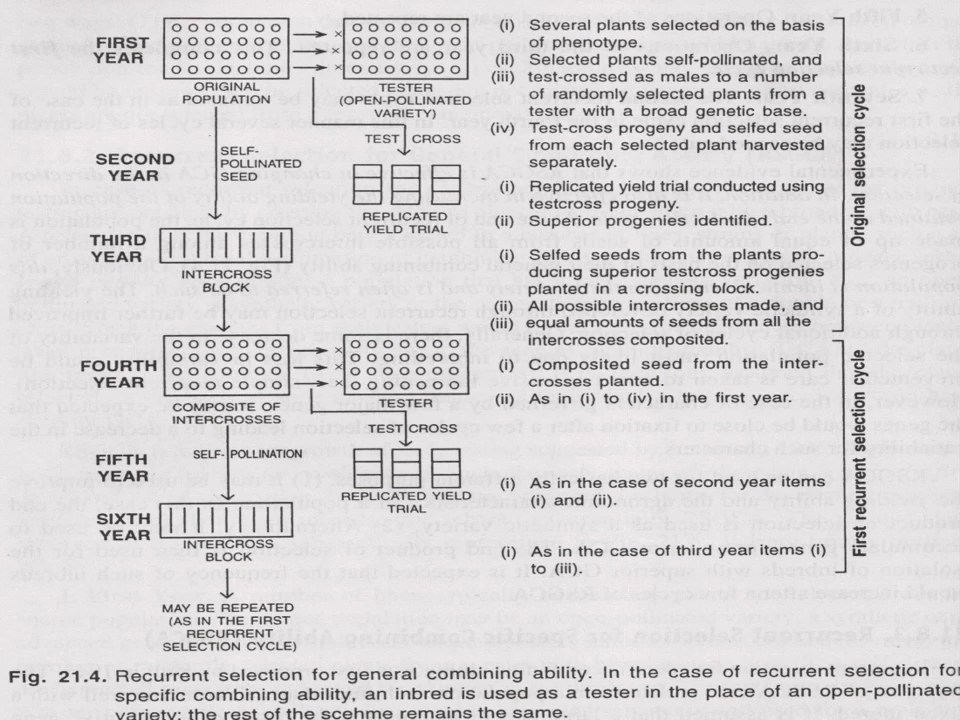 FIRST
YEAR
ORIGINAL
POPULATION
TESTER
(OPEN-POLLINATED
VARIETY)
(i) Several plants selected on the basis
of phenotype.
(ii) Selected plants self-pollinated, and
(iii) test-crossed as males to a number
of randomly selected plants from a
tester with broad genetic base.
(iv) Test-cross progeny and selfed seed
from each selected plant harvested
separately.
SECOND
YEAR
SELF-
POLLINATED
SEED
TEST CROSS
REPLICATED
YIELD TRIAL
(i) Replicated yield trial conducted using
testcross progeny.
(ii) Superior progenies identified.
THIRD
YEAR
INTERCROSS
BLOCK
(i) Selfed seeds from the plants pro-
ducing superior testcross progenies
planted in a crossing block.
(ii) All possible intercrosses made, and
(iii) equal amounts of seeds from all the
intercrosses composited.
Original selection cycle
FOURTH
YEAR
COMPOSITE OF
INTERCROSSES
TESTER
(i) Composited seed from the inter-
crosses planted.
(ii) As in (i) to (iv) in the first year.
FIFTH
YEAR
SELF- POLLINATION
TEST CROSS
REPLICATED YIELD
TRIAL
(i) As in the case of second year items
(i) and (ii).
SIXTH
YEAR
INTERCROSS
BLOCK
(i) As in the case of third year items (i)
to (iii).
First recurrent selection cycle
MAY BE REPEATED
(AS IN THE FIRST
RECURRENT
SELECTION CYCLE)
Fig. 21.4. Recurrent selection for general combining ability. In the case of recurrent selection for
specific combining ability, an inbred is used as a tester in the place of an open-pollinated
variety; the rest of the scehme remains the same.